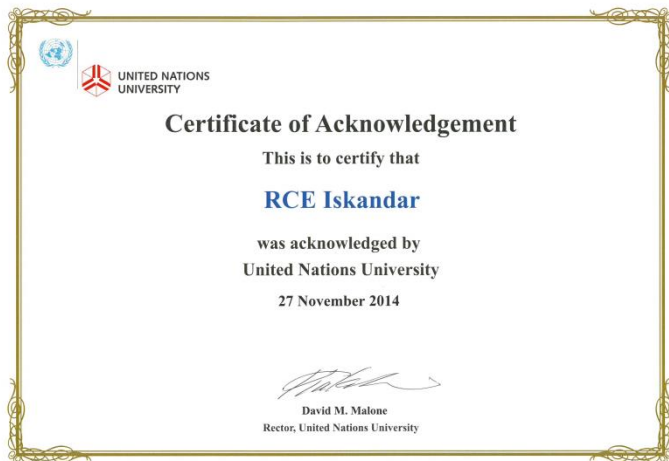 UNITED NATIONS
UNIVERSITY
Certificate of Acknowledgement
This is to certify that
RCE Iskandar
was acknowledged by
United Nations University
27 November 2014
David M. Malone
Rector, United Nations University